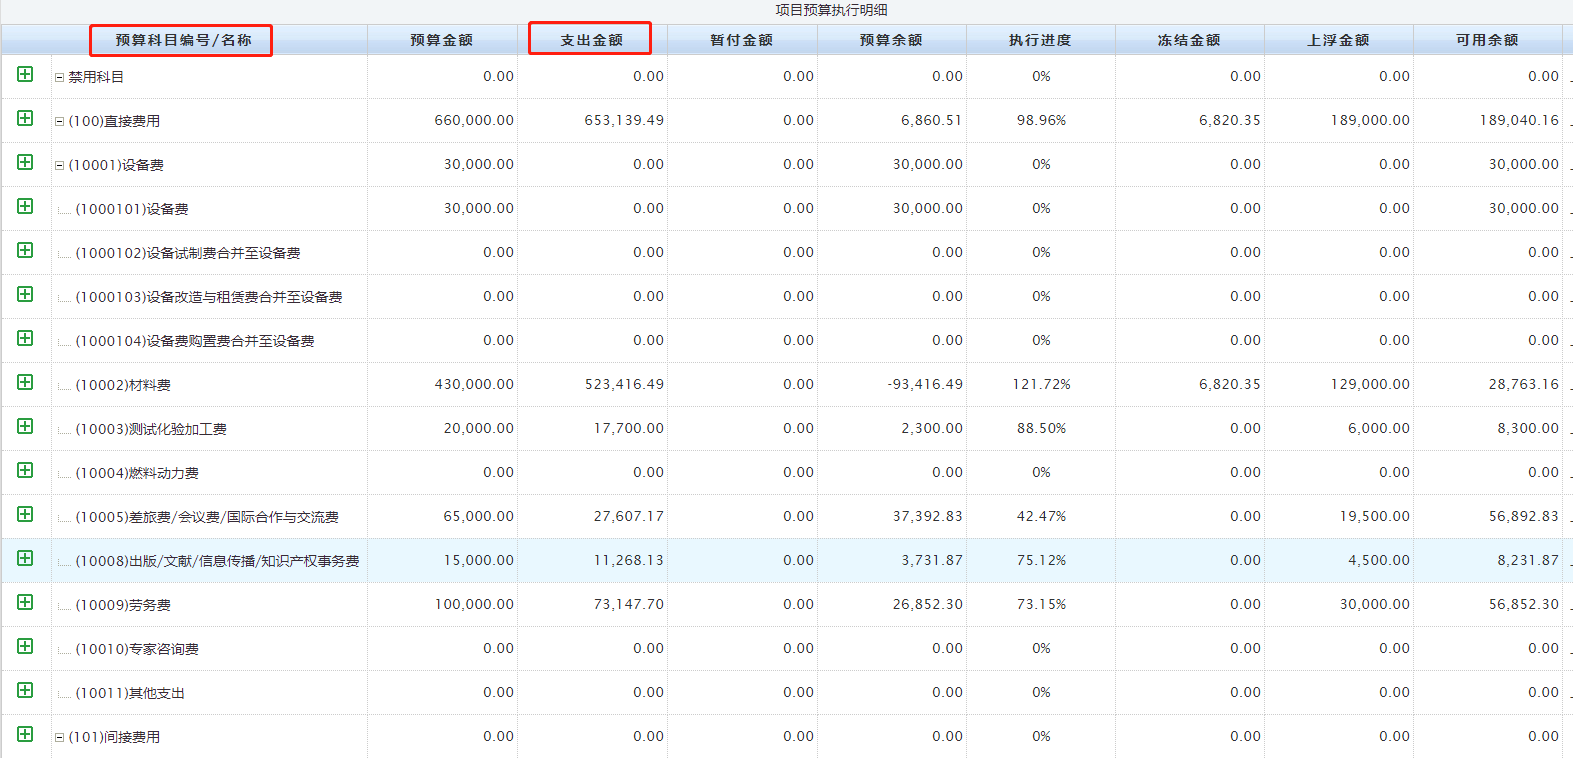 项目预算执行明细
预算科目编号/名称 预算金额 支出金额 暂付金额 预算余额 执行进度 冻结金额 上浮金额 可用余额
禁用科目 0.00 0.00 0.00 0.00 0% 0.00 0.00 0.00
(100)直接费用 660,000.00 653,139.49 0.00 6,860.51 98.96% 6,820.35 189,000.00 189,040.16
(10001)设备费 30,000.00 0.00 0.00 30,000.00 0% 0.00 0.00 30,000.00
(1000101)设备费 30,000.00 0.00 0.00 30,000.00 0% 0.00 0.00 30,000.00
(1000102)设备试制费合并至设备费 0.00 0.00 0.00 0.00 0% 0.00 0.00 0.00
(1000103)设备改造与租赁费合并至设备费 0.00 0.00 0.00 0.00 0% 0.00 0.00 0.00
(1000104)设备费购置费合并至设备费 0.00 0.00 0.00 0.00 0% 0.00 0.00 0.00
(10002)材料费 430,000.00 523,416.49 0.00 -93,416.49 121.72% 6,820.35 129,000.00 28,763.16
(10003)测试化验加工费 20,000.00 17,700.00 0.00 2,300.00 88.50% 0.00 6,000.00 8,300.00
(10004)燃料动力费 0.00 0.00 0.00 0.00 0% 0.00 0.00 0.00
(10005)差旅费/会议费/国际合作与交流费 65,000.00 27,607.17 0.00 37,392.83 42.47% 0.00 19,500.00 56,892.83
(10008)出版/文献/信息传播/知识产权事务费 15,000.00 11,268.13 0.00 3,731.87 75.12% 0.00 4,500.00 8,231.87
(10009)劳务费 100,000.00 73,147.70 0.00 26,852.30 73.15% 0.00 30,000.00 56,852.30
(10010)专家咨询费 0.00 0.00 0.00 0.00 0% 0.00 0.00 0.00
(10011)其他支出 0.00 0.00 0.00 0.00 0% 0.00 0.00 0.00
(101)间接费用 0.00 0.00 0.00 0.00 0% 0.00 0.00 0.00